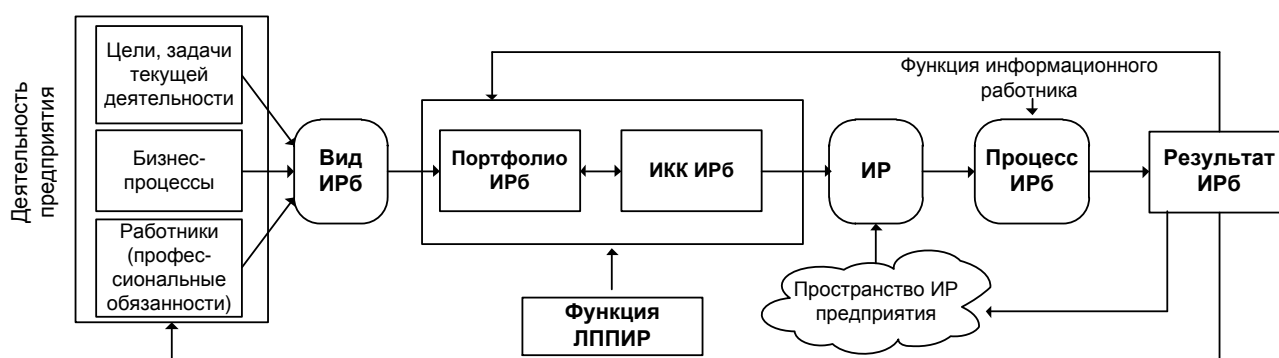 Деятельность
предприятия
Цели, задачи
текущей
деятельности
Бизнес-
процессы
Работники
(профес-
сиональные
обязанности)
Вид
ИРб
Портфолио
ИРб
ИКК ИРб
Функция
ЛППИР
ИР
Пространство ИР
предприятия
Функция информационного
работника
Процесс
ИРб
Результат
ИРб